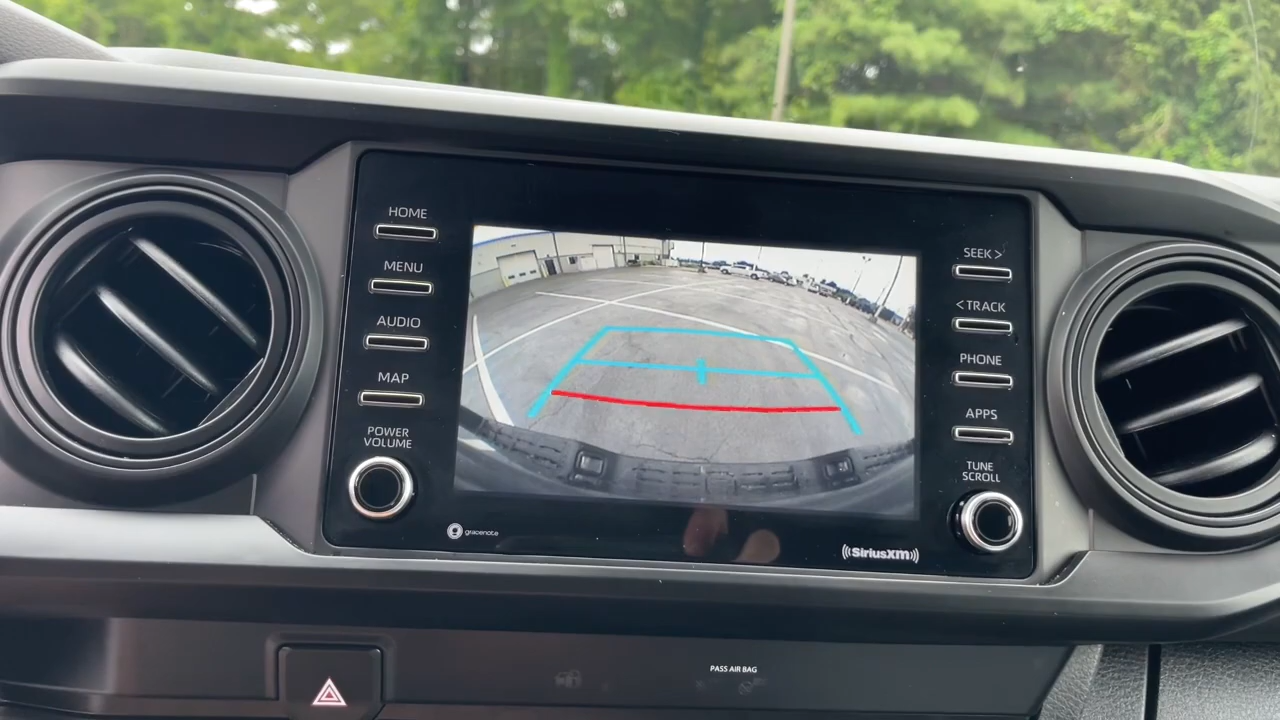 HOME
MENU
AUDIO
MAP
POWER
VOLUME
gracenote
SEEK >
< TRACK
PHONE
APPS
TUNE
SCROLL
SiriusXM
PASS AIR BAG